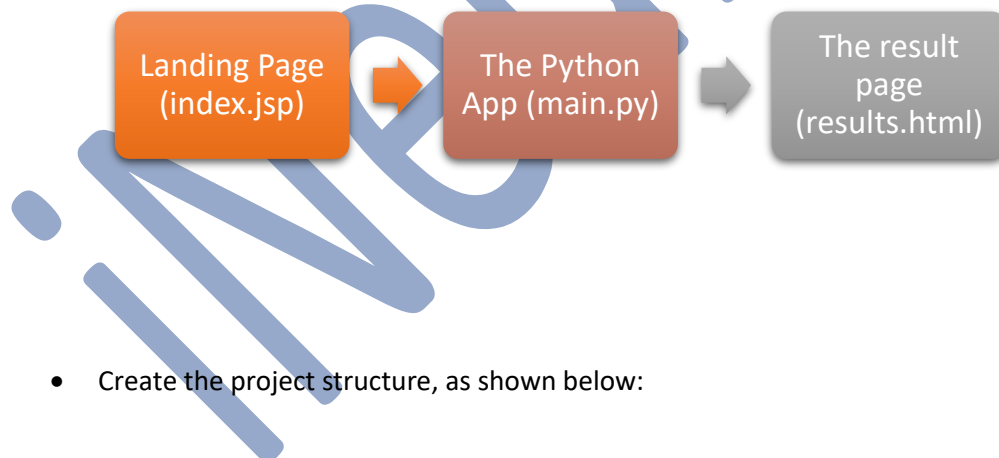 Landing Page
(index.jsp)
The Python
App (main.py)
The result
page
(results.html)
• Create the project structure, as shown below: